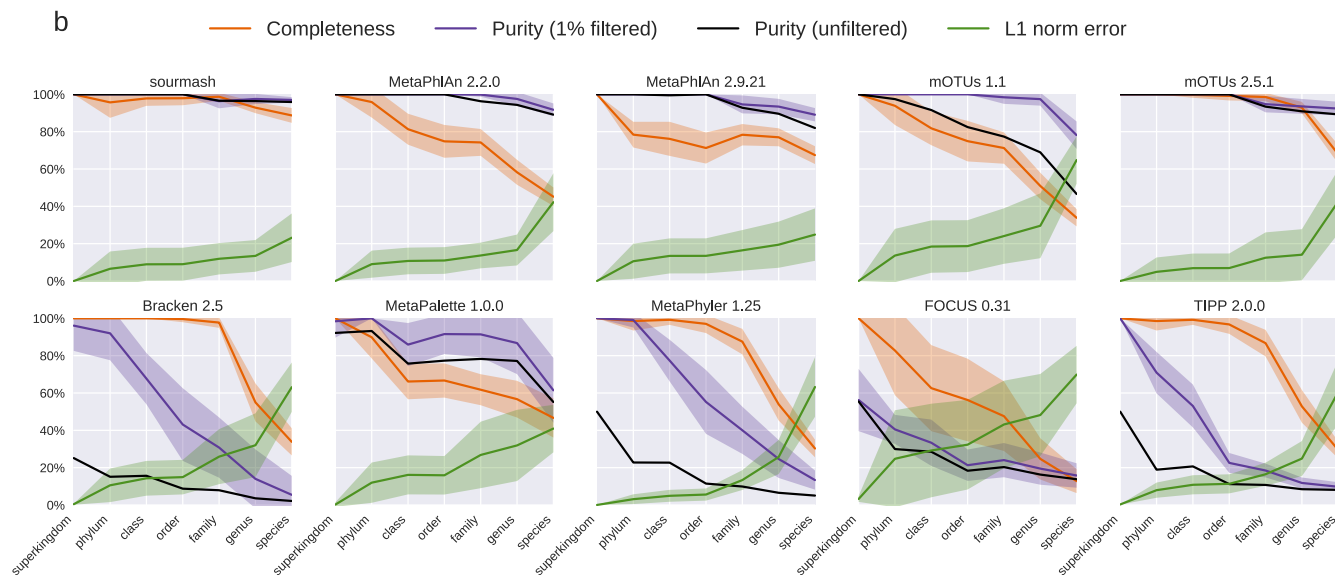 b
Completeness
Purity (1% filtered)
Purity (unfiltered)
L1 norm error
sourmash
MetaPhlAn 2.2.0
MetaPhlAn 2.9.21
mOTUs 1.1
mOTUs 2.5.1
100%
80%
60%
40%
20%
0%
Bracken 2.5
MetaPalette 1.0.0
MetaPhyler 1.25
FOCUS 0.31
TIPP 2.0.0
100%
80%
60%
40%
20%
0%
superkingdom
phylum
class
order
family
genus
species
superkingdom
phylum
class
order
family
genus
species
superkingdom
phylum
class
order
family
genus
species
superkingdom
phylum
class
order
family
genus
species
superkingdom
phylum
class
order
family
genus
species